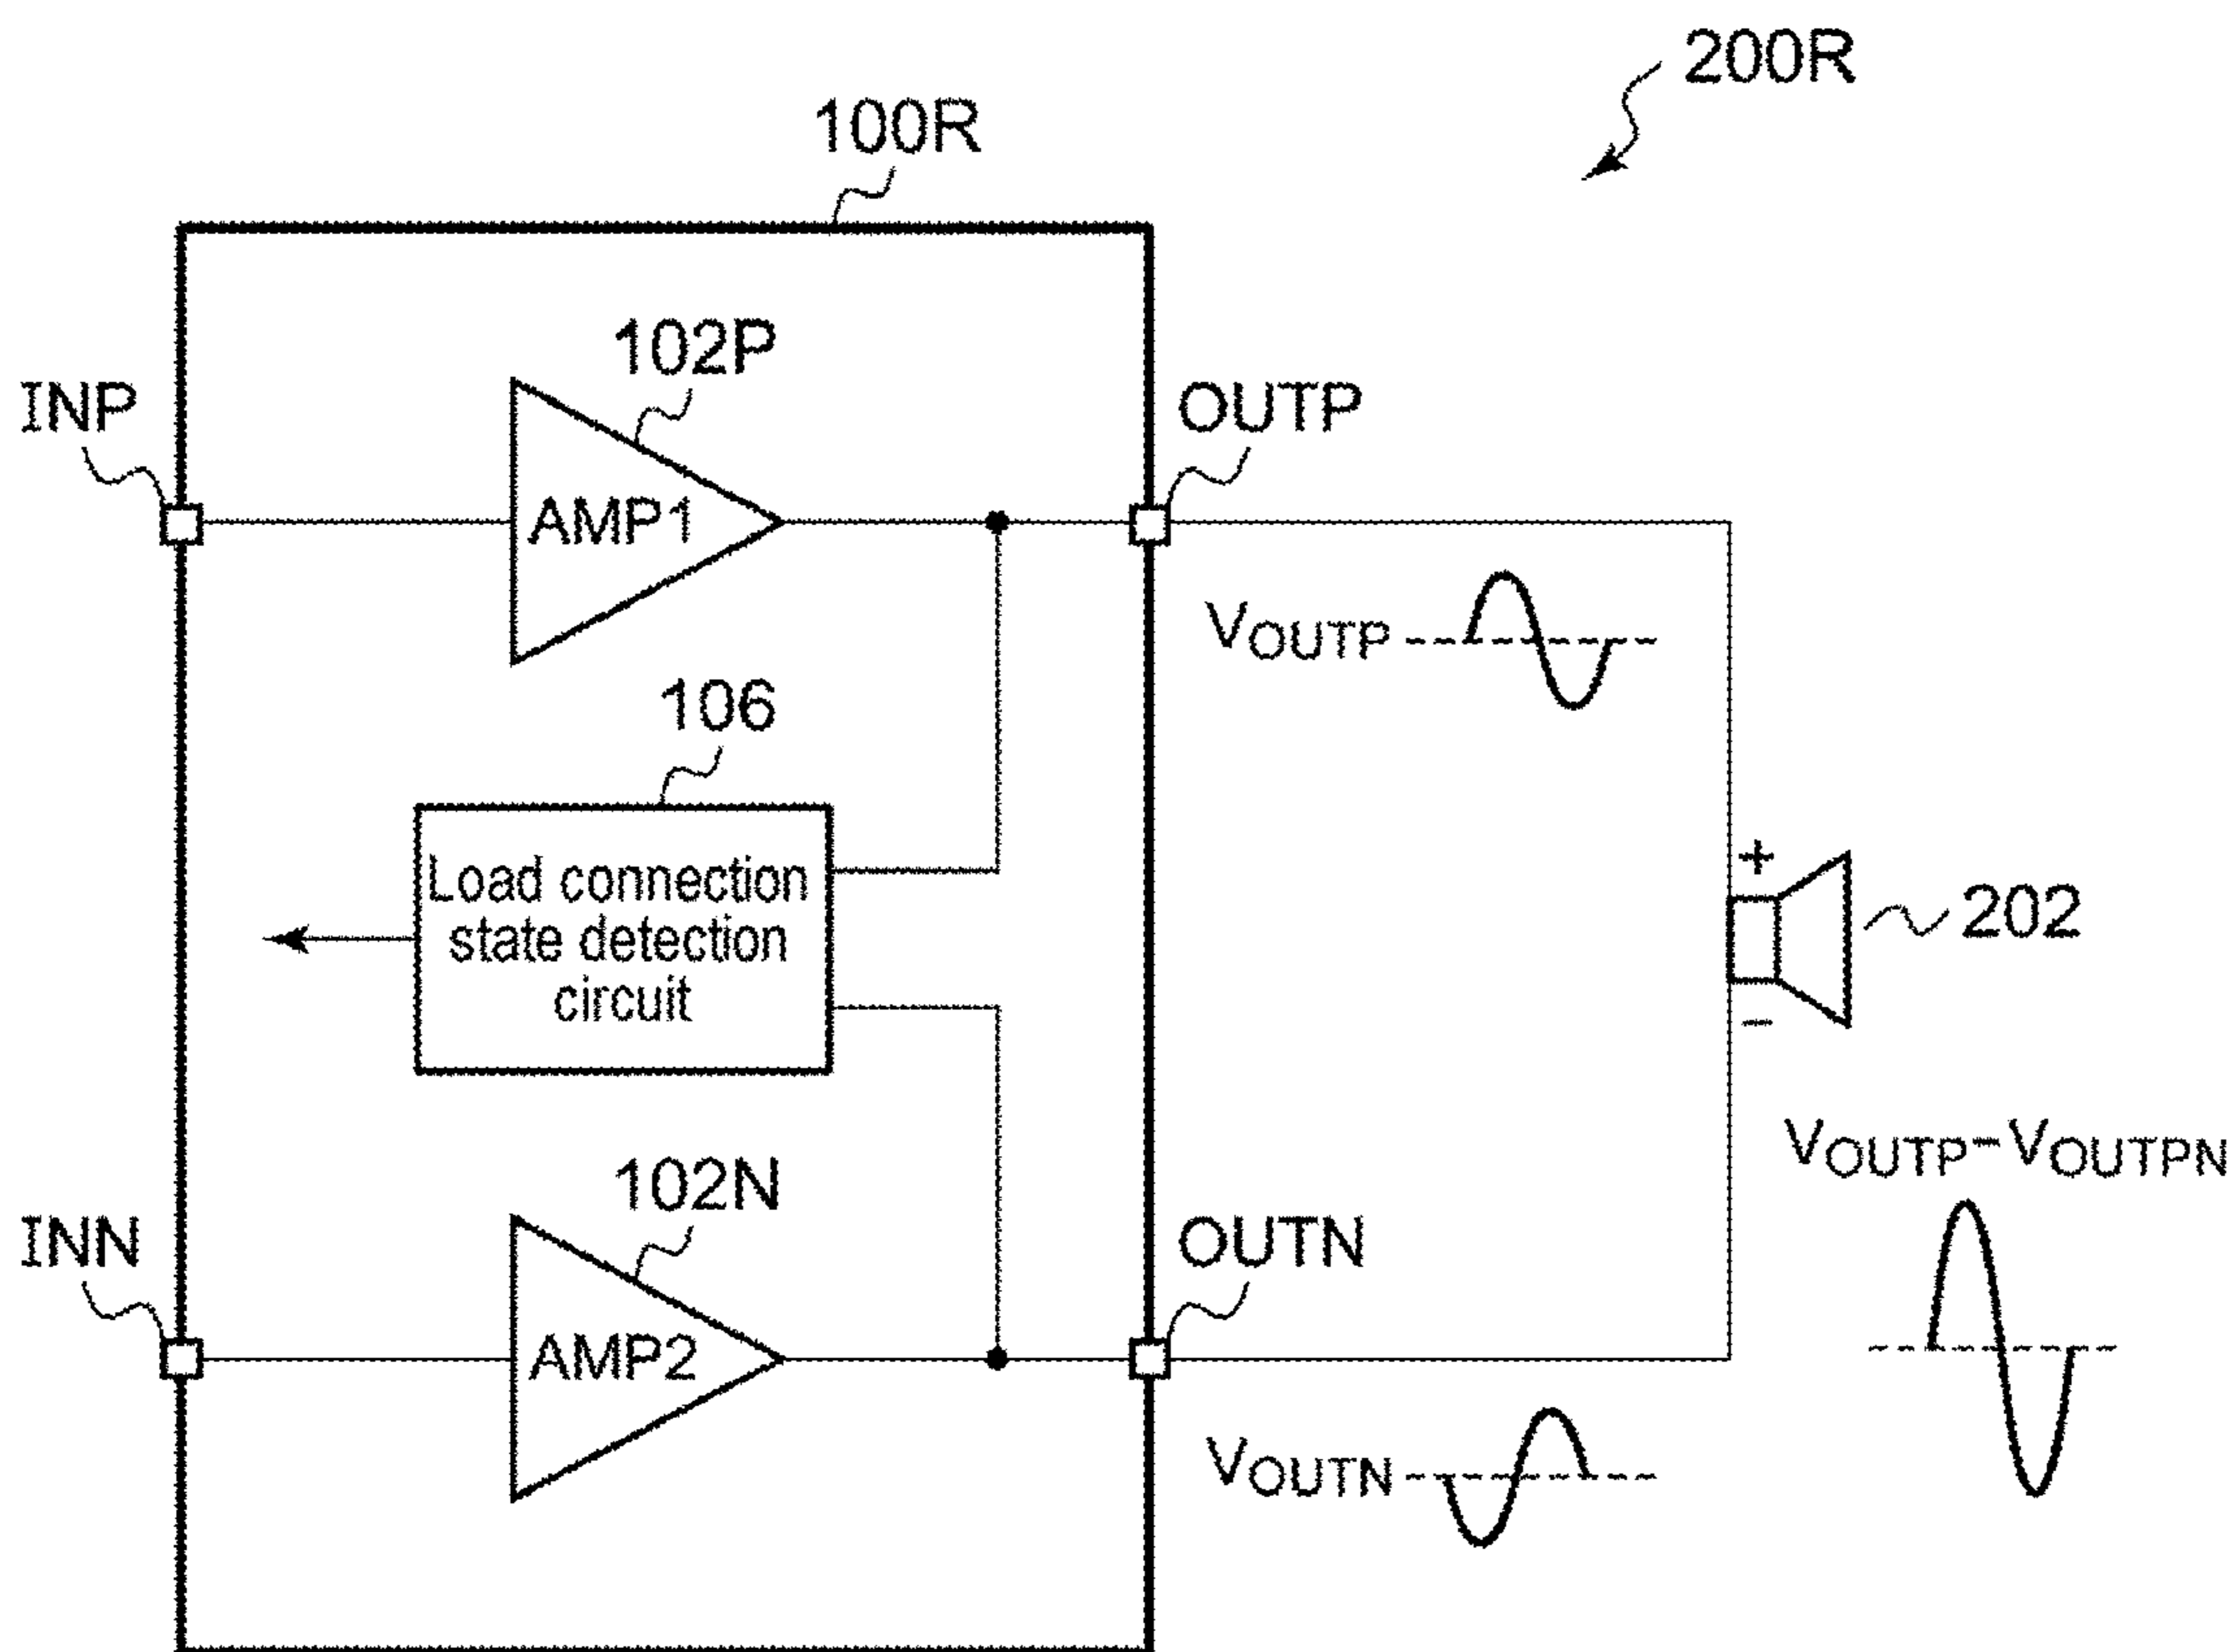 200R
100R
102P
INP
OUTP
AMP1
VOUTP
106
+
Load connection
state detection
circuit
202
−
VOUTP−VOUTPN
102N
INN
OUTN
AMP2
VOUTN